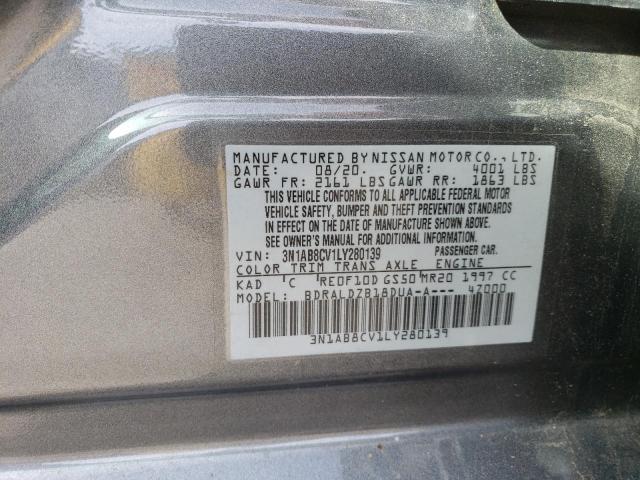 MANUFACTURED BY NISSAN MOTOR CO., LTD.
DATE: 08/20. GVWR: 4001 LBS
GAWR FR: 2161 LBS GAWR RR: 1863 LBS
THIS VEHICLE CONFORMS TO ALL APPLICABLE FEDERAL MOTOR
VEHICLE SAFETY, BUMPER AND THEFT PREVENTION STANDARDS
IN EFFECT ON THE DATE OF MANUFACTURE SHOWN ABOVE.
SEE OWNER'S MANUAL FOR ADDITIONAL INFORMATION.
VIN: 3N1AB8CV1LY280139 PASSENGER CAR.
COLOR TRIM TRANS AXLE ENGINE
KAD C RE0F10D GS50 MR20 1997 CC
MODEL: BDRALDZB18DUA-A--- 47000
3N1AB8CV1LY280139